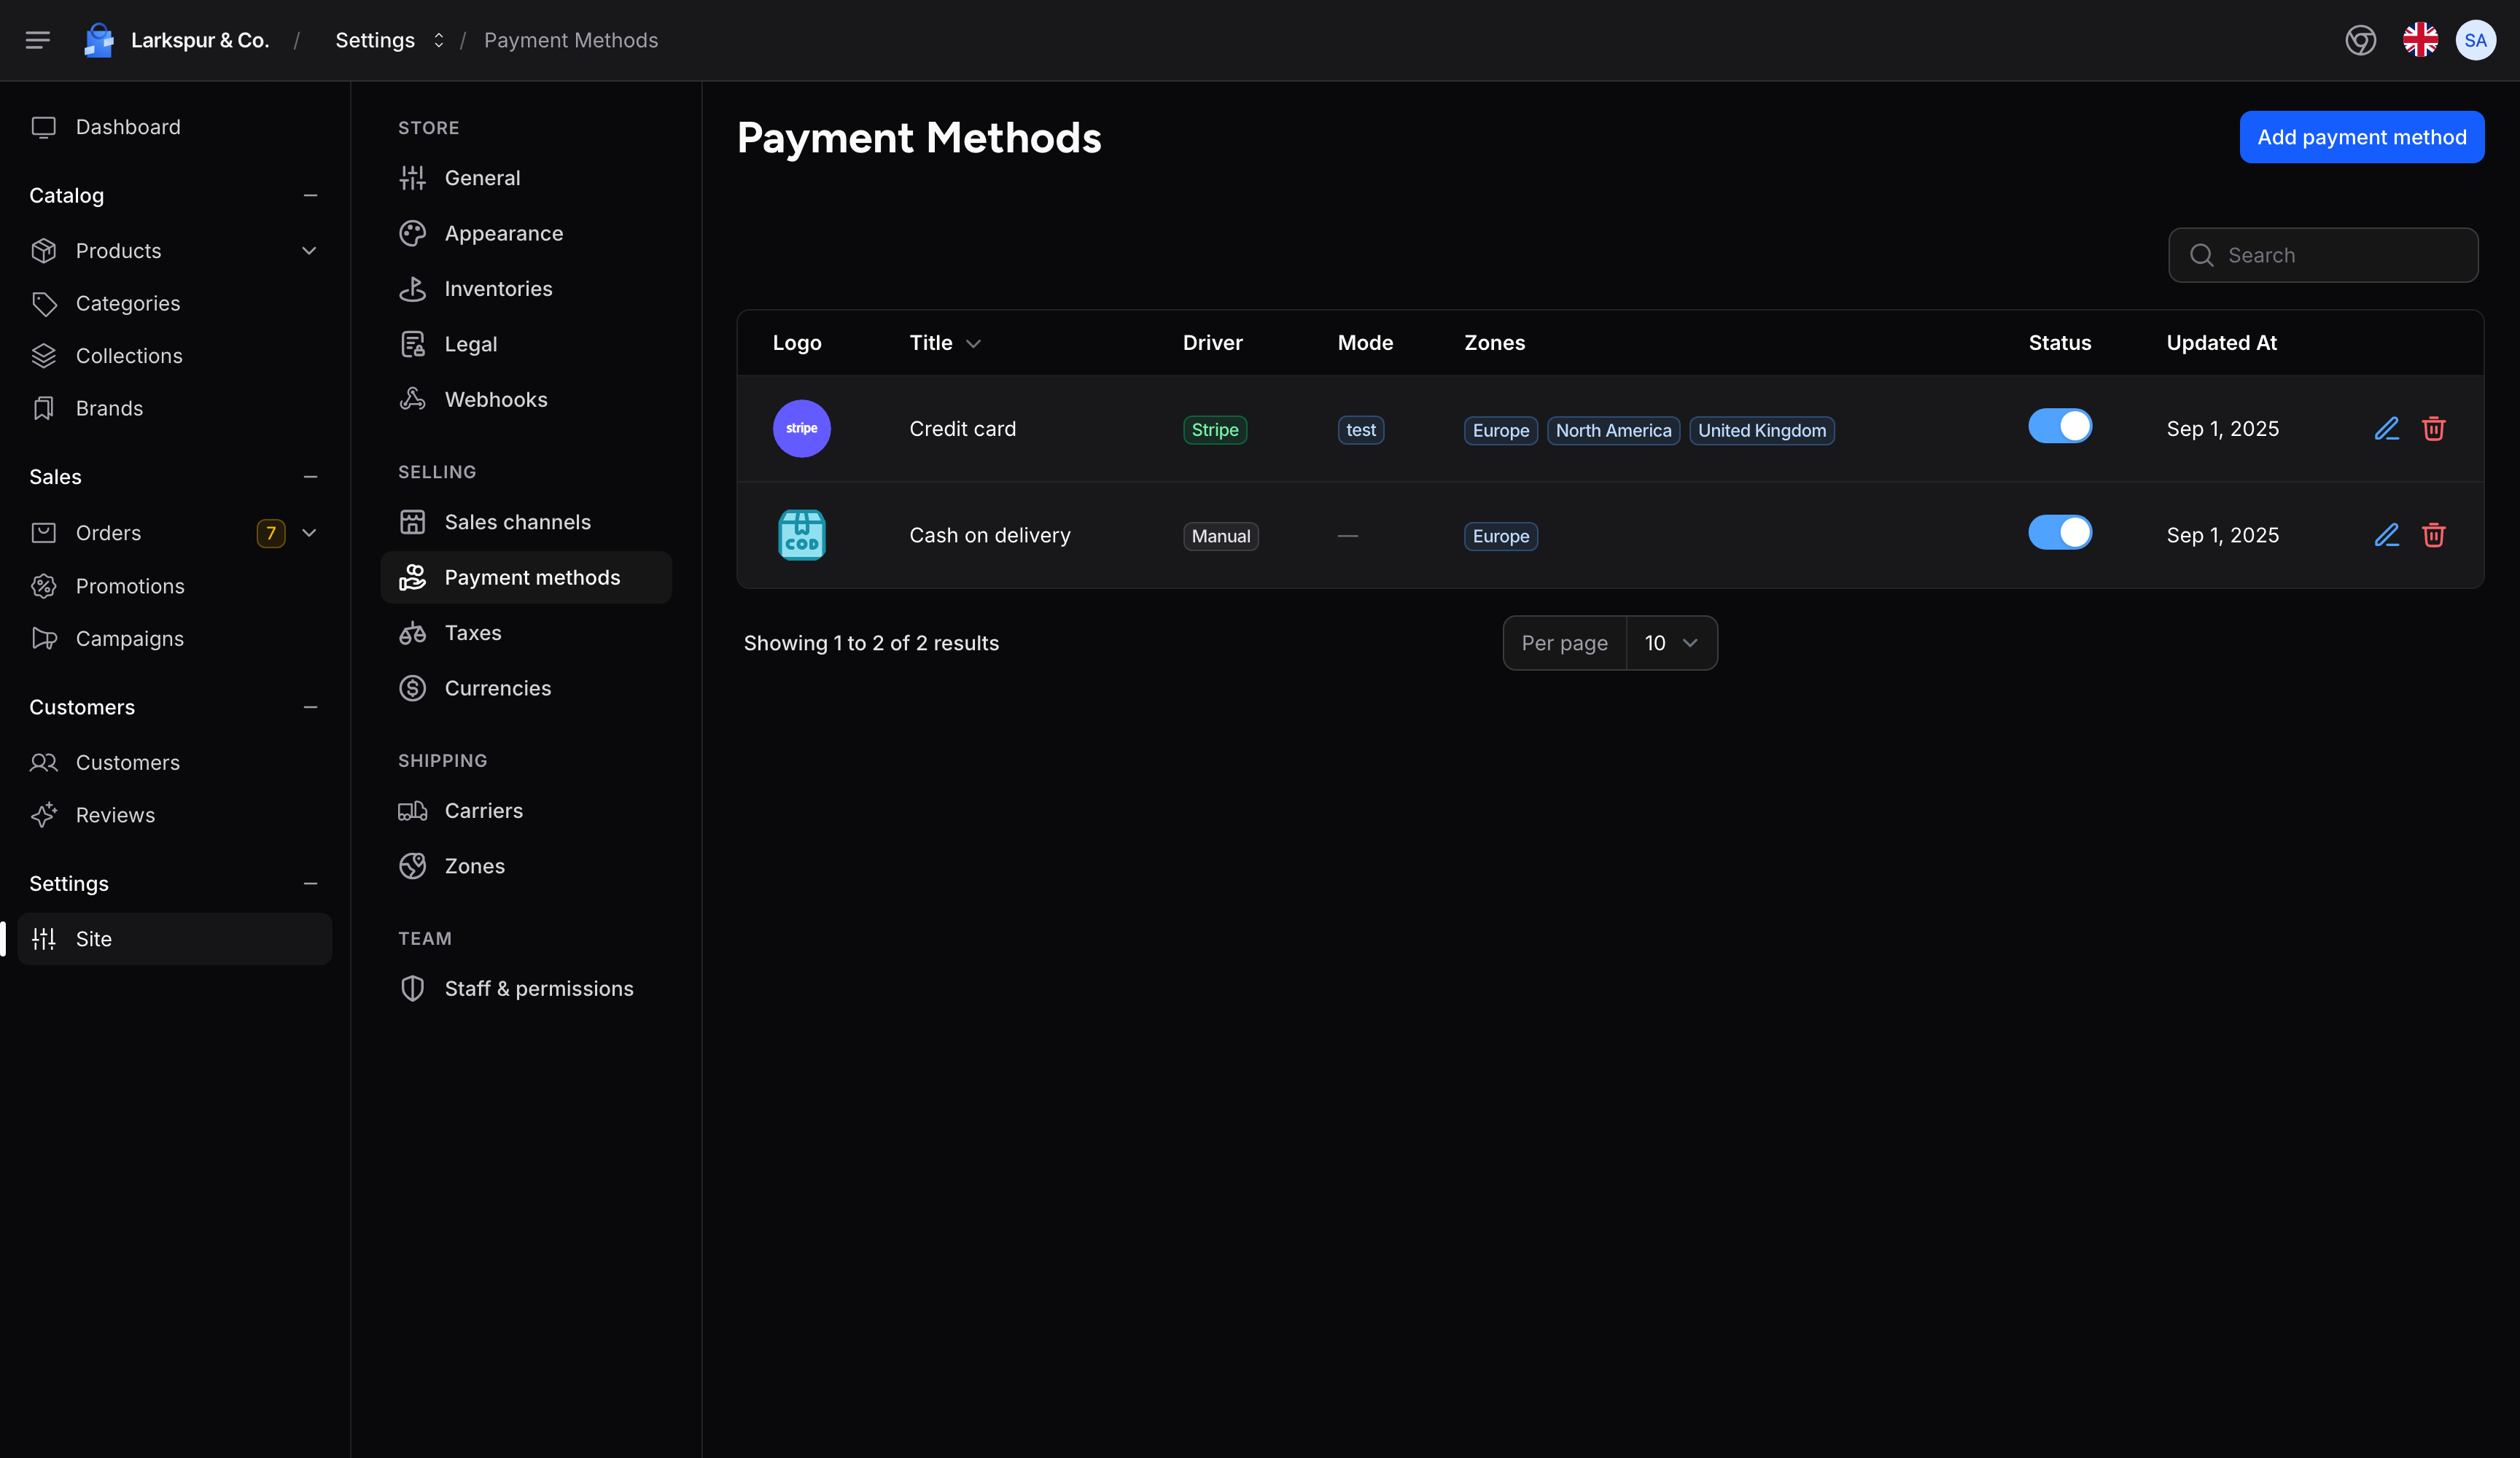 Larkspur & Co. / Settings / Payment Methods
SA
Dashboard
Catalog
Products
Categories
Collections
Brands
Sales
Orders 7
Promotions
Campaigns
Customers
Customers
Reviews
Settings
Site
STORE
General
Appearance
Inventories
Legal
Webhooks
SELLING
Sales channels
Payment methods
Taxes
Currencies
SHIPPING
Carriers
Zones
TEAM
Staff & permissions
Payment Methods
Add payment method
Search
Logo Title Driver Mode Zones Status Updated At
stripe Credit card Stripe test Europe North America United Kingdom Sep 1, 2025
COD Cash on delivery Manual — Europe Sep 1, 2025
Showing 1 to 2 of 2 results
Per page 10